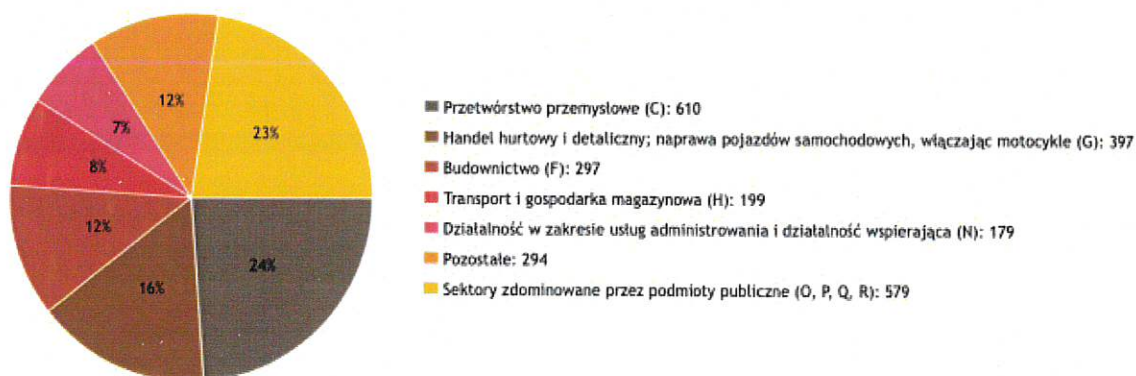 12%
23%
7%
8%
12%
16%
24%
Przetwórstwo przemysłowe (C): 610
Handel hurtowy i detaliczny; naprawa pojazdów samochodowych, włączając motocykle (G): 397
Budownictwo (F): 297
Transport i gospodarka magazynowa (H): 199
Działalność w zakresie usług administrowania i działalność wspierająca (N): 179
Pozostałe: 294
Sektory zdominowane przez podmioty publiczne (O, P, Q, R): 579